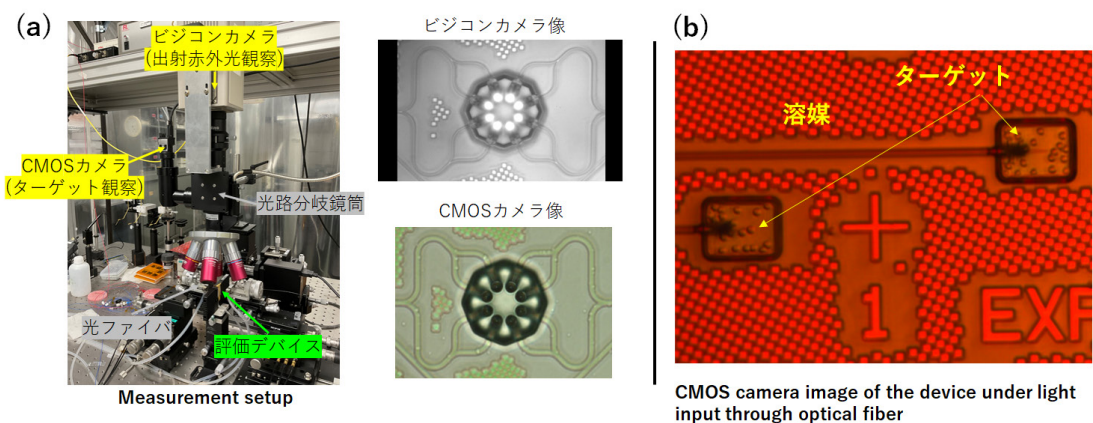 (a)
ビジコンカメラ
(出射赤外光観察)
CMOSカメラ
(ターゲット観察)
光路分岐鏡筒
光ファイバ
評価デバイス
Measurement setup
ビジコンカメラ像
CMOSカメラ像
(b)
ターゲット
溶媒
1
EXP
CMOS camera image of the device under light
input through optical fiber